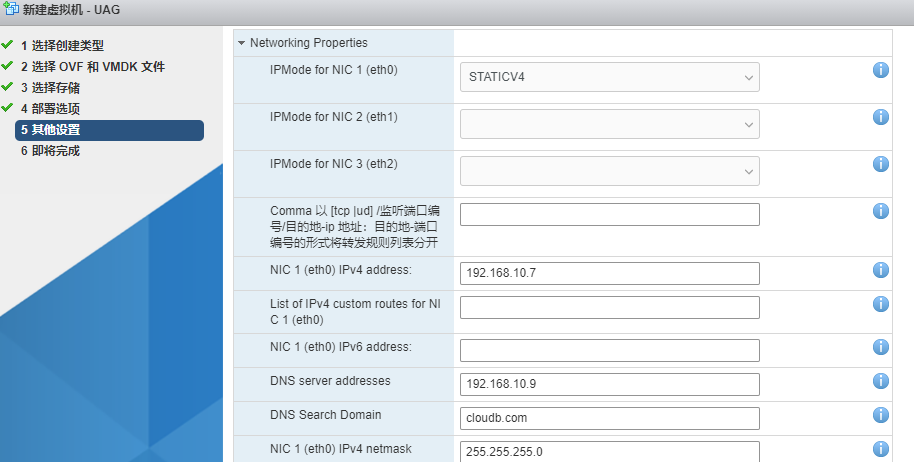 新建虚拟机 - UAG
1 选择创建类型
2 选择 OVF 和 VMDK 文件
3 选择存储
4 部署选项
5 其他设置
6 即将完成
Networking Properties
IPMode for NIC 1 (eth0)
STATICV4
IPMode for NIC 2 (eth1)
IPMode for NIC 3 (eth2)
Comma 以 [tcp |ud] /监听端口编
号/目的地-ip 地址：目的地-端口
编号的形式将转发规则列表分开
NIC 1 (eth0) IPv4 address:
192.168.10.7
List of IPv4 custom routes for NI
C 1 (eth0)
NIC 1 (eth0) IPv6 address:
DNS server addresses
192.168.10.9
DNS Search Domain
cloudb.com
NIC 1 (eth0) IPv4 netmask
255.255.255.0